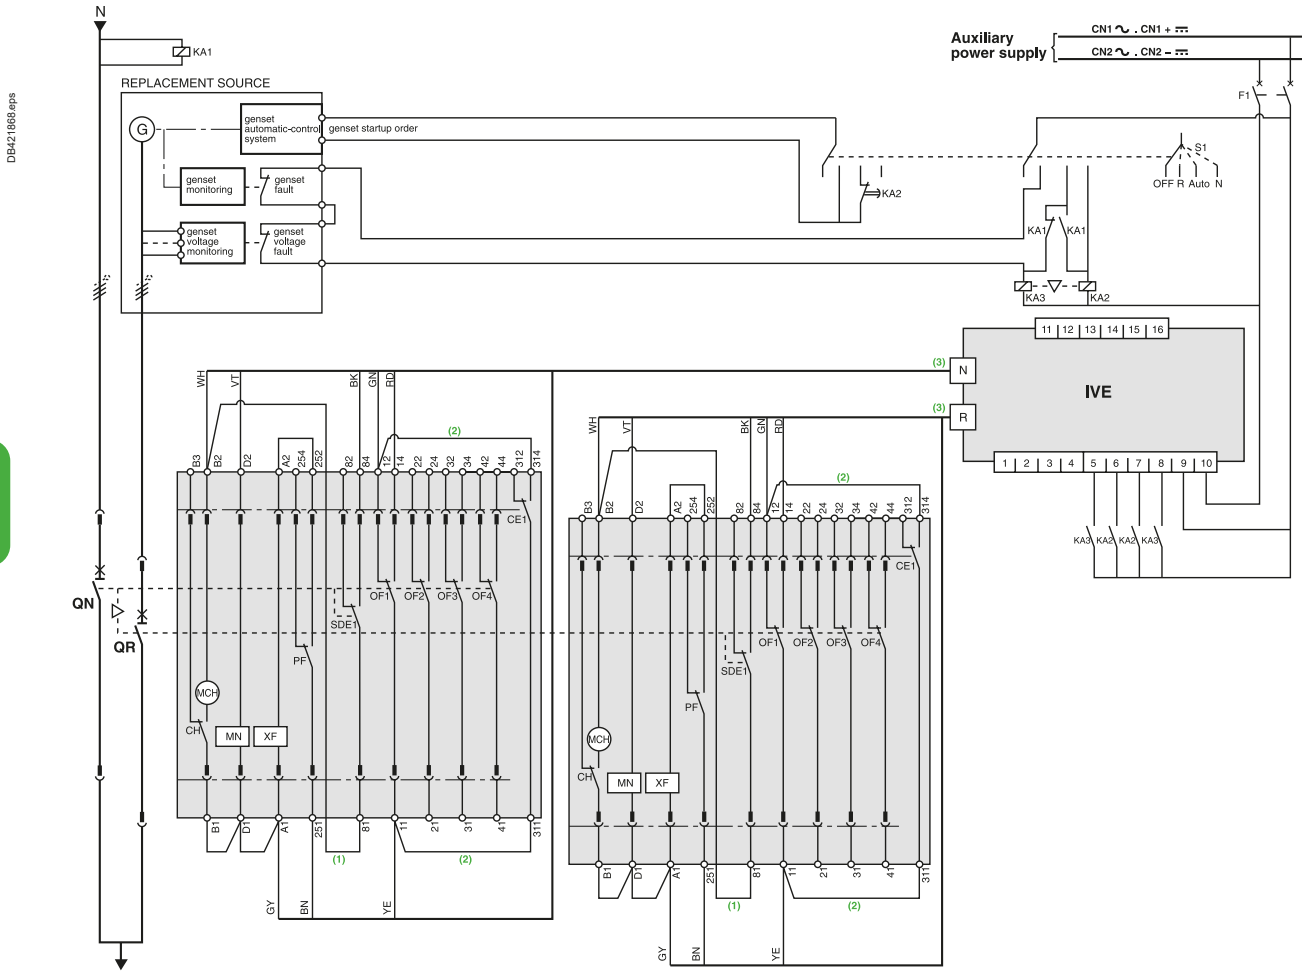 N
KA1
DB421868.eps
REPLACEMENT SOURCE
G
genset
automatic-control
system
genset startup order
genset
monitoring
genset
fault
genset
voltage
monitoring
genset
voltage
fault
Auxiliary
power supply
CN1 . CN1 +
CN2 . CN2 −
F1
S1
OFF R Auto N
KA2
KA1 KA1
KA3 KA2
11 12 13 14 15 16
(3) N
IVE
(3) R
1 2 3 4 5 6 7 8 9 10
KA3 KA2 KA2 KA3
WH VT BK GN RD
(2)
B3 B2 D2 A2 254 252 82 84 12 14 22 24 32 34 42 44 312 314
CE1
OF1 OF2 OF3 OF4
SDE1
PF
MCH
CH
MN XF
B1 D1 A1 251 81 11 21 31 41 311
(1) (2)
GY BN YE
QN
QR
WH VT BK GN RD
(2)
B3 B2 D2 A2 254 252 82 84 12 14 22 24 32 34 42 44 312 314
CE1
OF1 OF2 OF3 OF4
SDE1
PF
MCH
CH
MN XF
B1 D1 A1 251 81 11 21 31 41 311
(1) (2)
GY BN YE